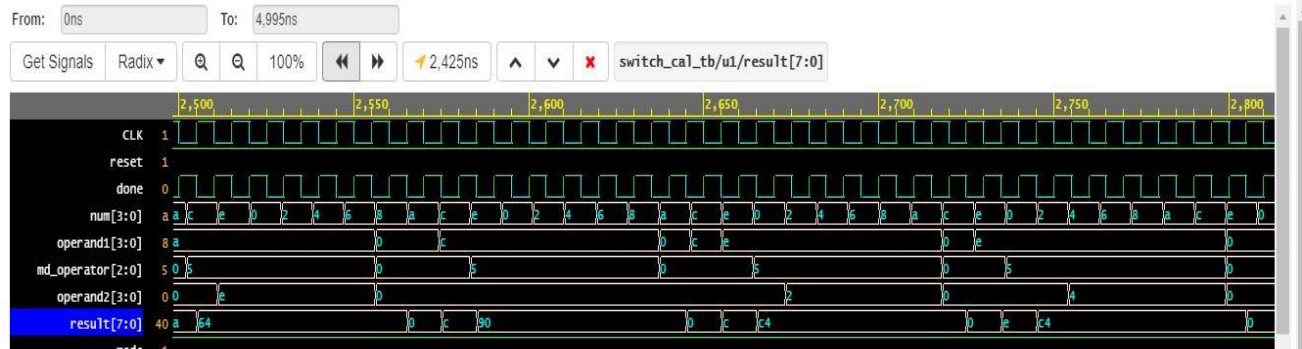 From: 0ns To: 4,995ns
Get Signals Radix 100% 2,425ns switch_cal_tb/u1/result[7:0]
2,500 2,550 2,600 2,650 2,700 2,750 2,800
CLK 1
reset 1
done 0
num[3:0] a a c e 0 2 4 6 8 a c e 0 2 4 6 8 a c e 0 2 4 6 8 a c e 0 2 4 6 8 a c e 0
operand1[3:0] 8 a 0 c 0 c e 0 e 0
md_operator[2:0] 5 0 5 0 5 0 5 0 5 0
operand2[3:0] 0 0 e 0 2 0 4 0
result[7:0] 40 a 64 0 c 90 0 c c4 0 e c4 0